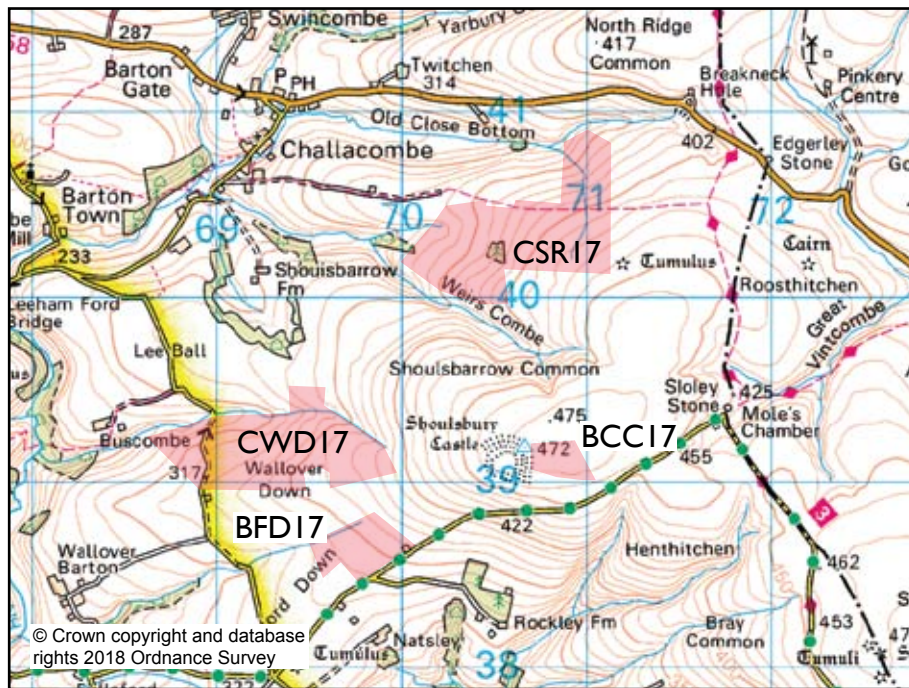 Swincombe
Yarbury
287
Barton
Gate
P
PH
Twitchen
314
41
North Ridge
417
Common
Breakneck
Hole
Pinkery
Centre
Old Close Bottom
402
Edgerley
Stone
Challacombe
Barton
Town
Mill
69
70
71
72
233
Shoulsbarrow
Fm
CSR17
Tumulus
Cairn
Roosthitchen
40
Weirs Combe
Leeham Ford
Bridge
Great
Vintcombe
Lee Ball
Shoulsbarrow Common
Sloley
Stone
425
Mole's
Chamber
Shoulsbury
Castle
475
472
BCC17
455
Buscombe
CWD17
Wallover
Down
317
39
3
BFD17
422
Henthitchen
Wallover
Barton
462
Down
Rockley Fm
Bray
Common
453
© Crown copyright and database
rights 2018 Ordnance Survey
Tumulus
Natsley
38
Tumuli